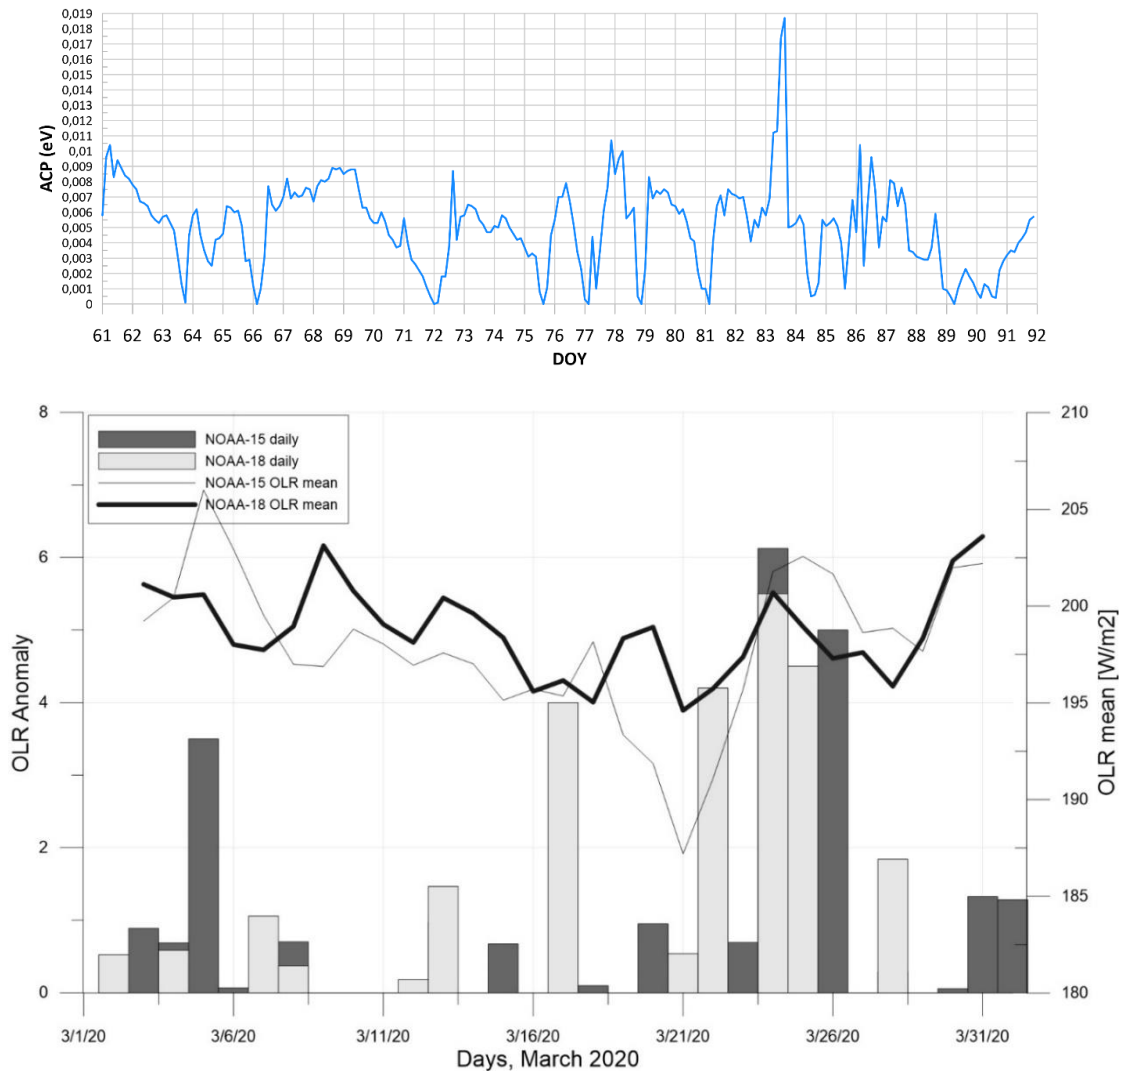 0,019
0,018
0,017
0,016
0,015
0,014
0,013
0,012
0,011
0,01
0,009
0,008
0,007
0,006
0,005
0,004
0,003
0,002
0,001
0
ACP (eV)
61 62 63 64 65 66 67 68 69 70 71 72 73 74 75 76 77 78 79 80 81 82 83 84 85 86 87 88 89 90 91 92
DOY
8
6
4
2
0
OLR Anomaly
NOAA-15 daily
NOAA-18 daily
NOAA-15 OLR mean
NOAA-18 OLR mean
210
205
200
195
190
185
180
OLR mean [W/m2]
3/1/20 3/6/20 3/11/20 3/16/20 3/21/20 3/26/20 3/31/20
Days, March 2020